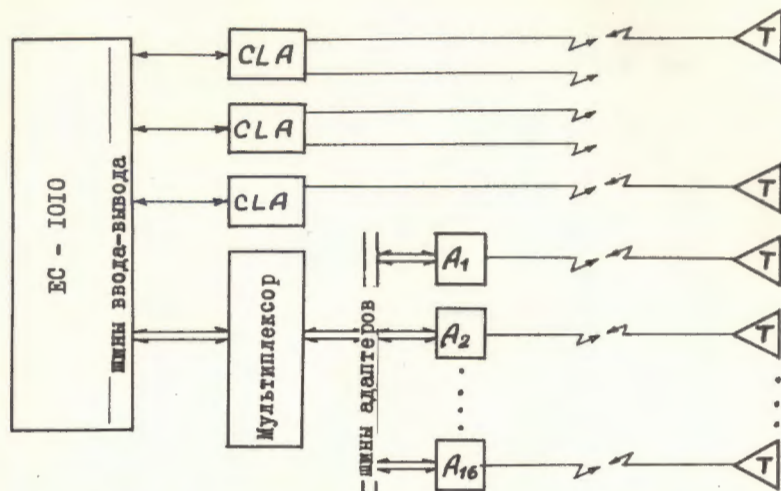 ЕС - 1010
шины ввода-вывода
CLA
T
CLA
CLA
T
Мультиплексор
шины адаптеров
A1
T
A2
T
A16
T